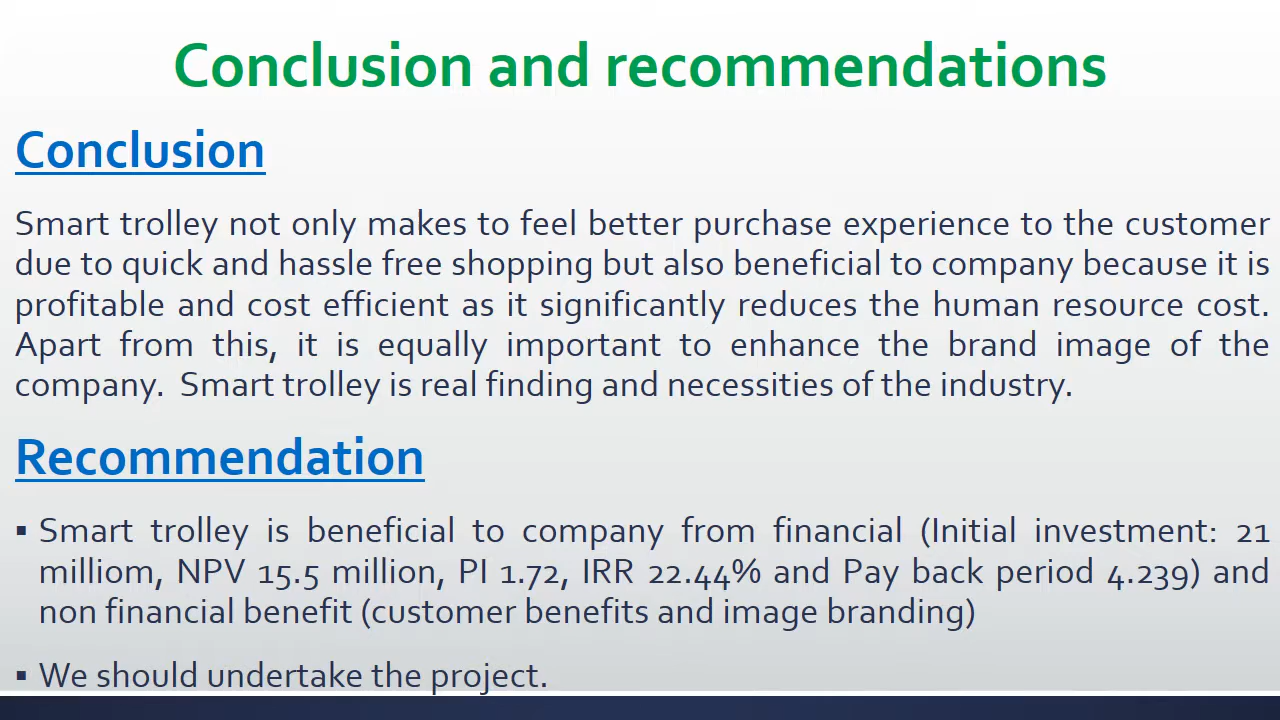 Conclusion and recommendations
Conclusion
Smart trolley not only makes to feel better purchase experience to the customer
due to quick and hassle free shopping but also beneficial to company because it is
profitable and cost efficient as it significantly reduces the human resource cost.
Apart from this, it is equally important to enhance the brand image of the
company.  Smart trolley is real finding and necessities of the industry.
Recommendation
▪ Smart trolley is beneficial to company from financial (Initial investment: 21
milliom, NPV 15.5 million, PI 1.72, IRR 22.44% and Pay back period 4.239) and
non financial benefit (customer benefits and image branding)
▪ We should undertake the project.